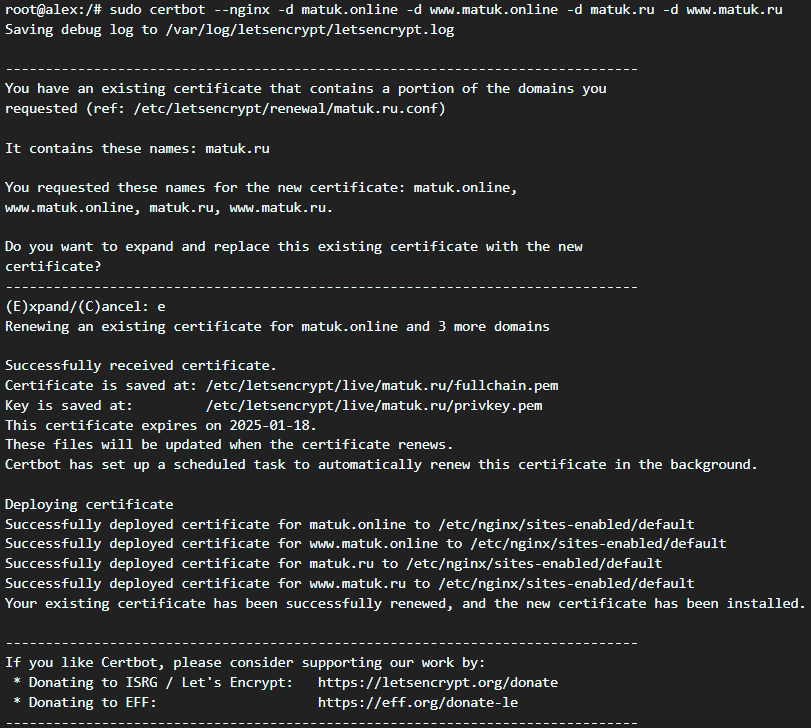 root@alex:/# sudo certbot --nginx -d matuk.online -d www.matuk.online -d matuk.ru -d www.matuk.ru
Saving debug log to /var/log/letsencrypt/letsencrypt.log
- - - - - - - - - - - - - - - - - - - - - - - - - - - - - - - - - - - - - - - -
You have an existing certificate that contains a portion of the domains you
requested (ref: /etc/letsencrypt/renewal/matuk.ru.conf)
It contains these names: matuk.ru
You requested these names for the new certificate: matuk.online,
www.matuk.online, matuk.ru, www.matuk.ru.
Do you want to expand and replace this existing certificate with the new
certificate?
- - - - - - - - - - - - - - - - - - - - - - - - - - - - - - - - - - - - - - - -
(E)xpand/(C)ancel: e
Renewing an existing certificate for matuk.online and 3 more domains
Successfully received certificate.
Certificate is saved at: /etc/letsencrypt/live/matuk.ru/fullchain.pem
Key is saved at:         /etc/letsencrypt/live/matuk.ru/privkey.pem
This certificate expires on 2025-01-18.
These files will be updated when the certificate renews.
Certbot has set up a scheduled task to automatically renew this certificate in the background.
Deploying certificate
Successfully deployed certificate for matuk.online to /etc/nginx/sites-enabled/default
Successfully deployed certificate for www.matuk.online to /etc/nginx/sites-enabled/default
Successfully deployed certificate for matuk.ru to /etc/nginx/sites-enabled/default
Successfully deployed certificate for www.matuk.ru to /etc/nginx/sites-enabled/default
Your existing certificate has been successfully renewed, and the new certificate has been installed.
- - - - - - - - - - - - - - - - - - - - - - - - - - - - - - - - - - - - - - - -
If you like Certbot, please consider supporting our work by:
 * Donating to ISRG / Let's Encrypt:   https://letsencrypt.org/donate
 * Donating to EFF:                    https://eff.org/donate-le
- - - - - - - - - - - - - - - - - - - - - - - - - - - - - - - - - - - - - - - -